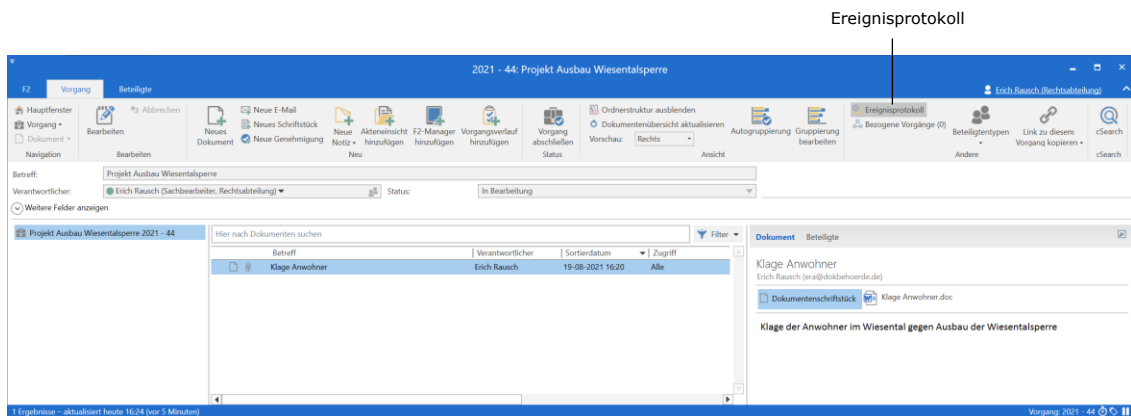 Ereignisprotokoll
2021 - 44: Projekt Ausbau Wiesentalsperre
F2 Vorgang Beteiligte
Erich Rausch (Rechtsabteilung)
Hauptfenster
Vorgang
Dokument
Navigation
Bearbeiten
Abbrechen
Bearbeiten
Neues Dokument
Neue E-Mail
Neues Schriftstück
Neue Genehmigung
Neue Notiz
Akteneinsicht hinzufügen
F2-Manager hinzufügen
Vorgangsverlauf hinzufügen
Neu
Vorgang abschließen
Status
Ordnerstruktur ausblenden
Dokumentenübersicht aktualisieren
Vorschau: Rechts
Autogruppierung
Gruppierung bearbeiten
Ansicht
Ereignisprotokoll
Bezogene Vorgänge (0)
Beteiligtentypen
Link zu diesem Vorgang kopieren
Andere
cSearch
cSearch
Betreff: Projekt Ausbau Wiesentalsperre
Verantwortlicher: Erich Rausch (Sachbearbeiter, Rechtsabteilung) Status: In Bearbeitung
Weitere Felder anzeigen
Projekt Ausbau Wiesentalsperre 2021 - 44
Hier nach Dokumenten suchen Filter
Betreff Verantwortlicher Sortierdatum Zugriff
Klage Anwohner Erich Rausch 19-08-2021 16:20 Alle
Dokument Beteiligte
Klage Anwohner
Erich Rausch (era@dokbehoerde.de)
Dokumentenschriftstück Klage Anwohner.doc
Klage der Anwohner im Wiesental gegen Ausbau der Wiesentalsperre
1 Ergebnisse – aktualisiert heute 16:24 (vor 5 Minuten) Vorgang: 2021 - 44